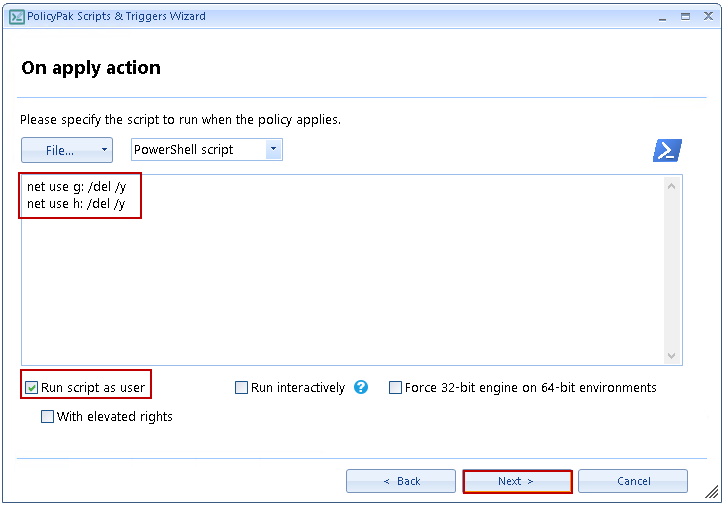 PolicyPak Scripts & Triggers Wizard
On apply action
Please specify the script to run when the policy applies.
File...
PowerShell script
net use g: /del /y
net use h: /del /y
Run script as user
Run interactively
Force 32-bit engine on 64-bit environments
With elevated rights
< Back
Next >
Cancel